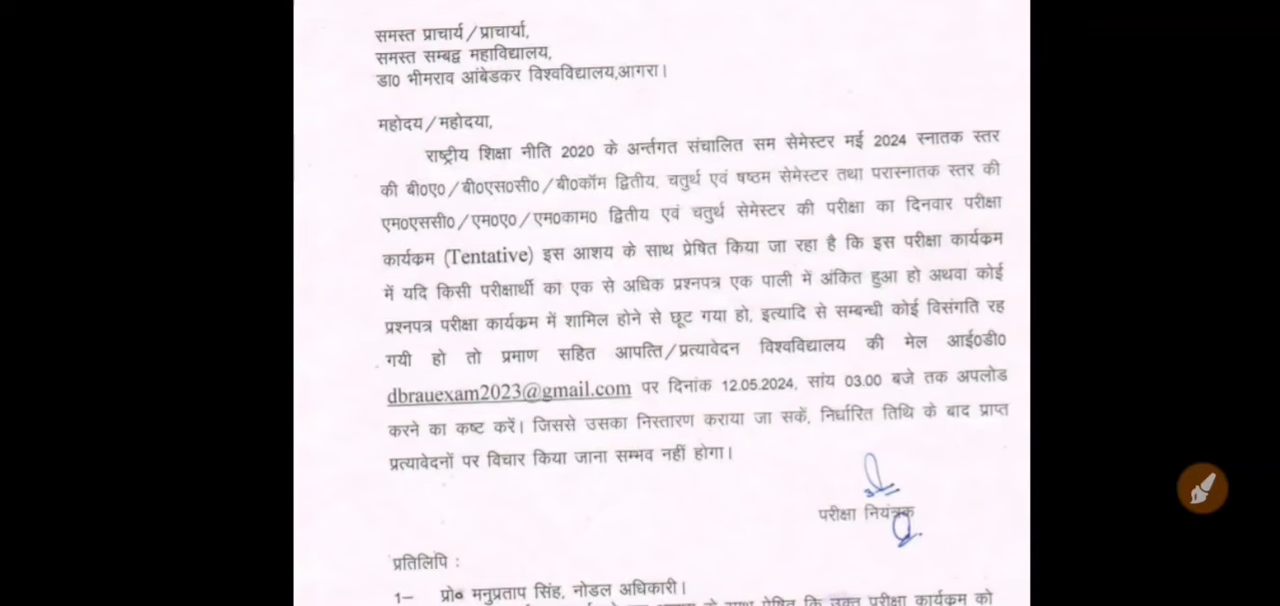 समस्त प्राचार्य/प्राचार्या,
समस्त सम्बद्व महाविद्यालय,
डा0 भीमराव आंबेडकर विश्वविद्यालय,आगरा।
महोदय/महोदया,
राष्ट्रीय शिक्षा नीति 2020 के अर्न्तगत संचालित सम सेमेस्टर मई 2024 स्नातक स्तर
की बी0ए0/बी0एस0सी0/बी0कॉम द्वितीय, चतुर्थ एवं षष्ठम सेमेस्टर तथा परास्नातक स्तर की
एम0एससी0/एम0ए0/एम0काम0 द्वितीय एवं चतुर्थ सेमेस्टर की परीक्षा का दिनवार परीक्षा
कार्यक्रम (Tentative) इस आशय के साथ प्रेषित किया जा रहा है कि इस परीक्षा कार्यक्रम
में यदि किसी परीक्षार्थी का एक से अधिक प्रश्नपत्र एक पाली में अंकित हुआ हो अथवा कोई
प्रश्नपत्र परीक्षा कार्यक्रम में शामिल होने से छूट गया हो, इत्यादि से सम्बन्धी कोई विसंगति रह
गयी हो तो प्रमाण सहित आपत्ति/प्रत्यावेदन विश्वविद्यालय की मेल आई0डी0
dbrauexam2023@gmail.com पर दिनांक 12.05.2024, सांय 03.00 बजे तक अपलोड
करने का कष्ट करें। जिससे उसका निस्तारण कराया जा सकें, निर्धारित तिथि के बाद प्राप्त
प्रत्यावेदनों पर विचार किया जाना सम्भव नहीं होगा।
परीक्षा नियंत्रक
प्रतिलिपि :
1– प्रो0 मनुप्रताप सिंह, नोडल अधिकारी।
साथ प्रेषित कि उक्त परीक्षा कार्यक्रम को